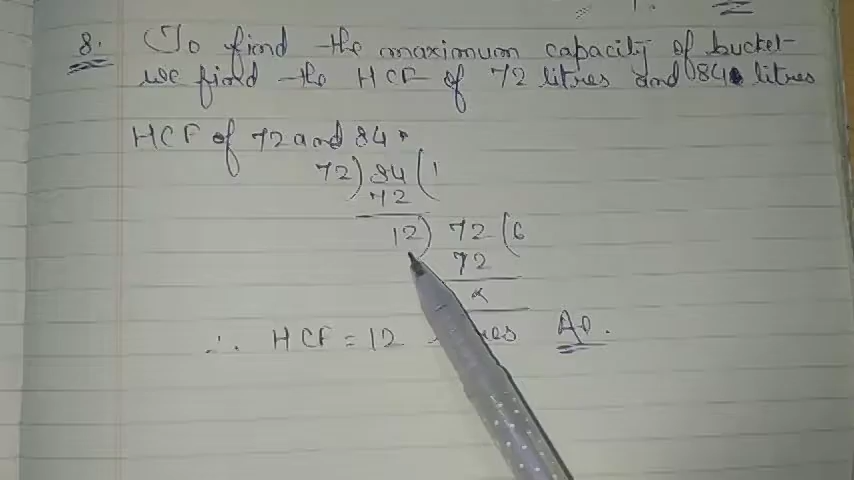 8. To find the maximum capacity of bucket
we find the HCF of 72 litres and 84 litres
HCF of 72 and 84.
72) 84 (1
72
12) 72 (6
72
x
∴ HCF = 12 Ao.